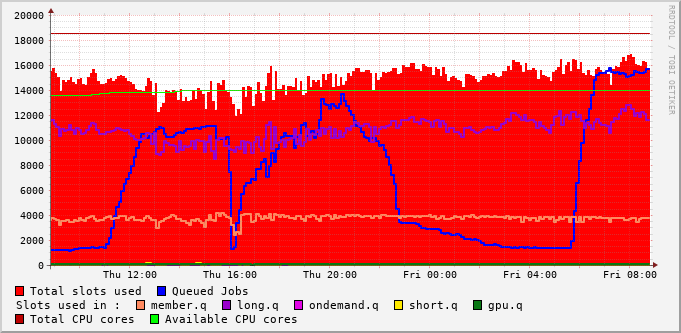 20000
18000
16000
14000
12000
10000
8000
6000
4000
2000
0
Thu 12:00 Thu 16:00 Thu 20:00 Fri 00:00 Fri 04:00 Fri 08:00
RRDTOOL / TOBI OETIKER
Total slots used Queued Jobs
Slots used in : member.q long.q ondemand.q short.q gpu.q
Total CPU cores Available CPU cores